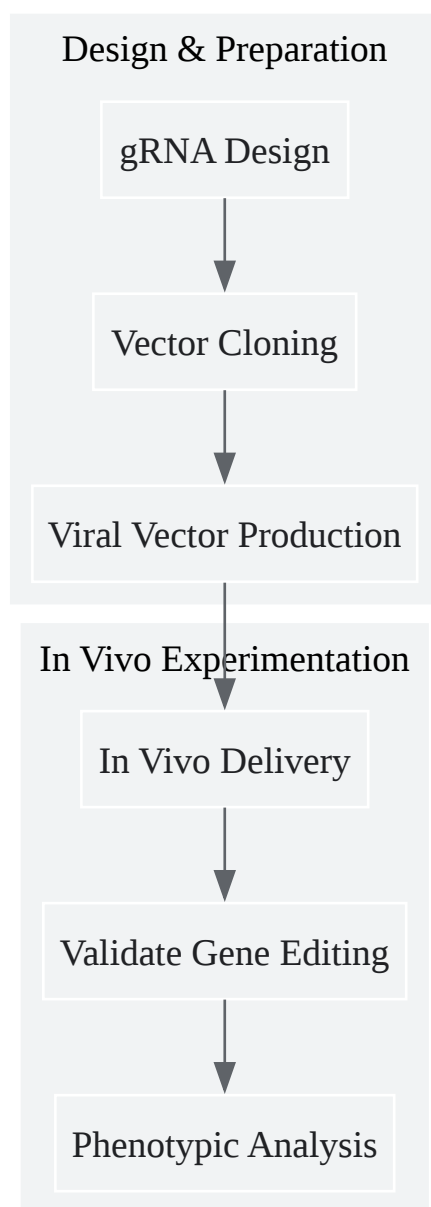 Design & Preparation
gRNA Design
Vector Cloning
Viral Vector Production
In Vivo Experimentation
In Vivo Delivery
Validate Gene Editing
Phenotypic Analysis